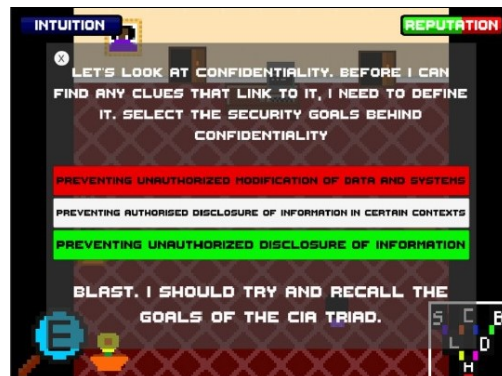 INTUITION
REPUTATION
X
LET'S LOOK AT CONFIDENTIALITY. BEFORE I CAN
FIND ANY CLUES THAT LINK TO IT, I NEED TO DEFINE
IT. SELECT THE SECURITY GOALS BEHIND
CONFIDENTIALITY
PREVENTING UNAUTHORIZED MODIFICATION OF DATA AND SYSTEMS
PREVENTING AUTHORISED DISCLOSURE OF INFORMATION IN CERTAIN CONTEXTS
PREVENTING UNAUTHORIZED DISCLOSURE OF INFORMATION
BLAST. I SHOULD TRY AND RECALL THE
GOALS OF THE CIA TRIAD.
E
S C B
L D
H